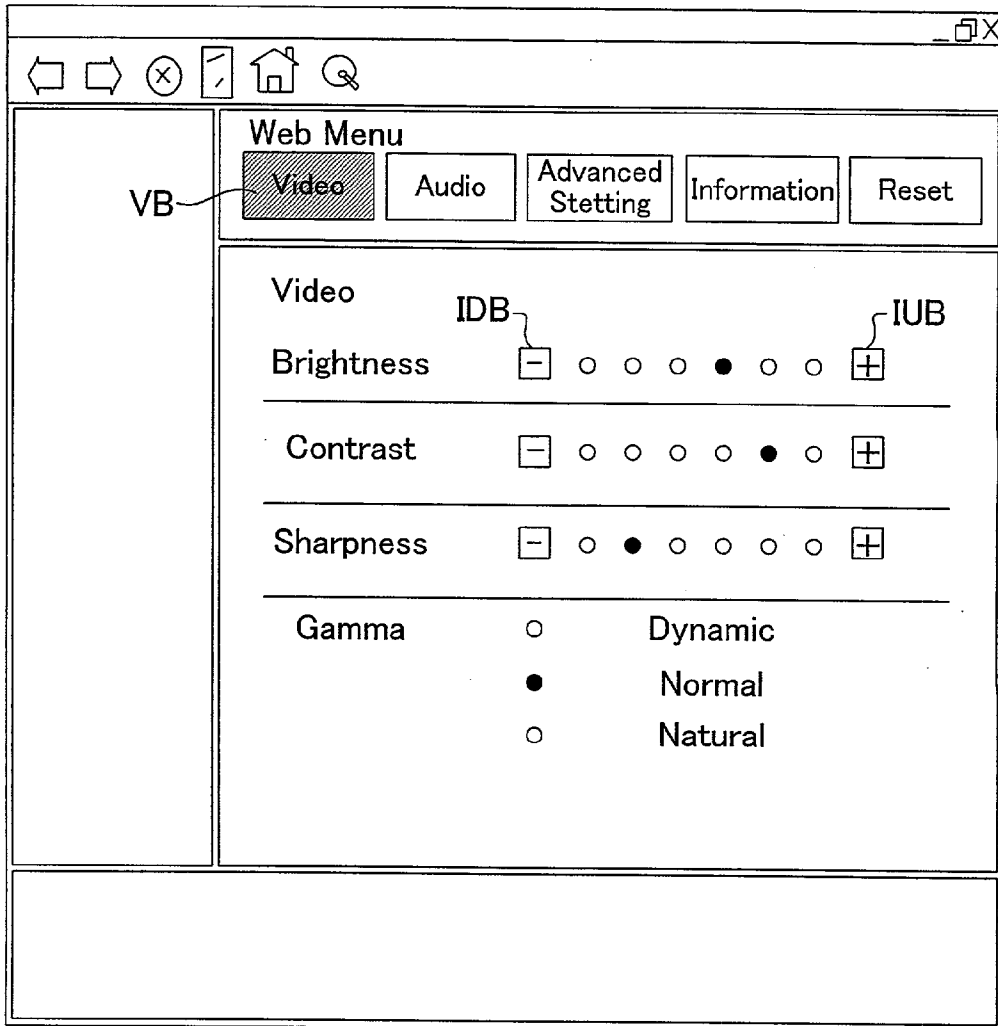 Web Menu
VB
Video
Audio
Advanced
Stetting
Information
Reset
Video
IDB
IUB
Brightness
-
+
Contrast
-
+
Sharpness
-
+
Gamma
Dynamic
Normal
Natural